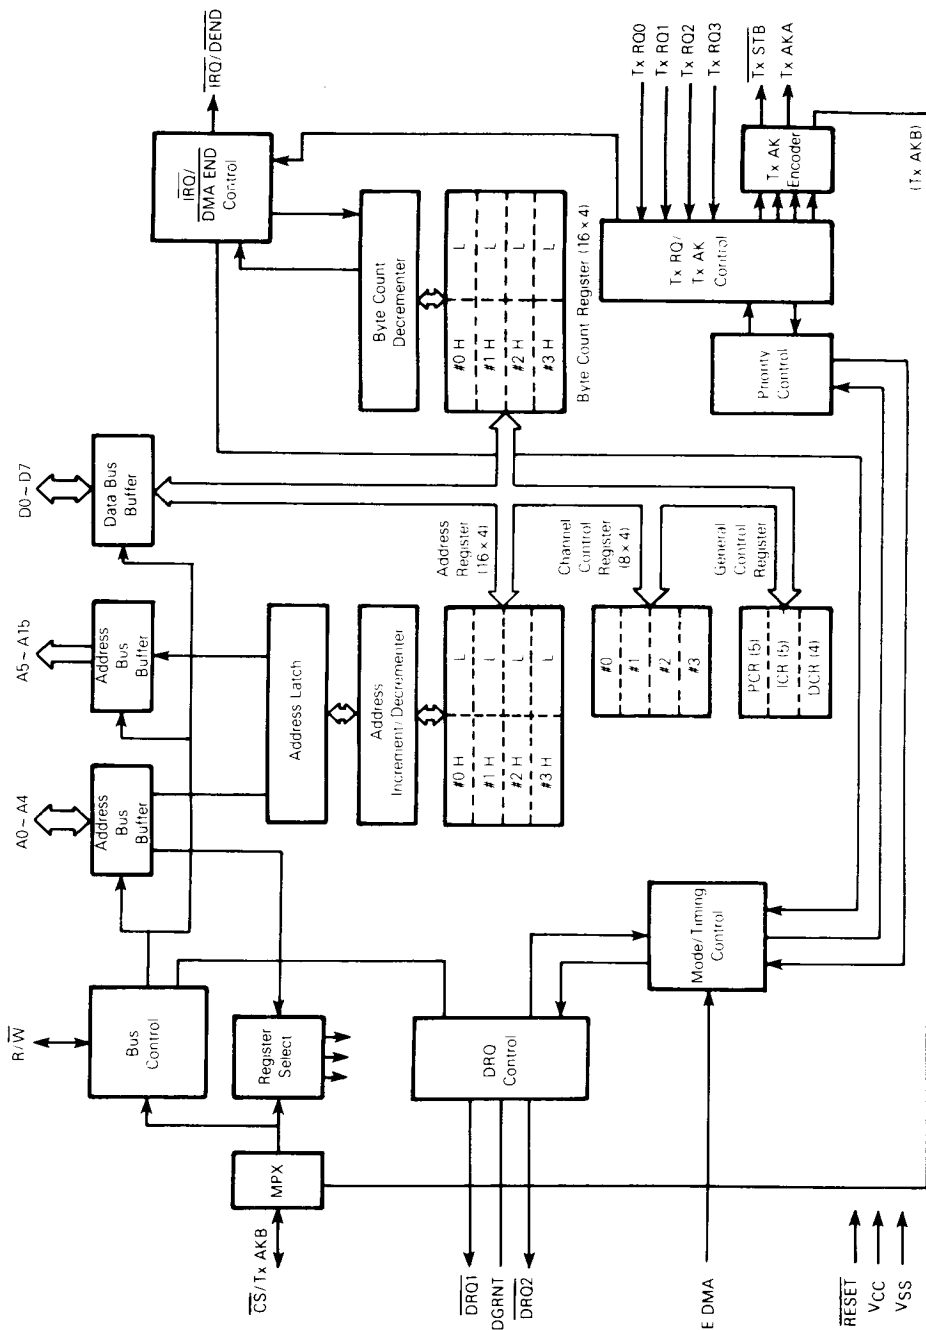 R/W
CS/Tx AKB
MPX
Bus
Control
Register
Select
A0~A4
Address
Bus
Buffer
A5~A15
Address
Bus
Buffer
D0~D7
Data Bus
Buffer
IRQ/DEND
IRQ/
DMA END
Control
Address Latch
Address
Increment/Decrementer
Byte Count
Decrementer
#0 H L
#1 H L
#2 H L
#3 H L
Address
Register
(16 × 4)
#0 H L
#1 H L
#2 H L
#3 H L
Byte Count Register (16 × 4)
DRQ1
DGRNT
DRQ2
DRQ
Control
#0
#1
#2
#3
Channel
Control
Register
(8 × 4)
Tx RQ0
Tx RQ1
Tx RQ2
Tx RQ3
Tx RQ/
Tx AK
Control
E DMA
Mode/Timing
Control
PCR (5)
ICR (5)
DCR (4)
General
Control
Register
Priority
Control
Tx AK
Encoder
Tx STB
Tx AKA
(Tx AKB)
RESET
VCC
VSS